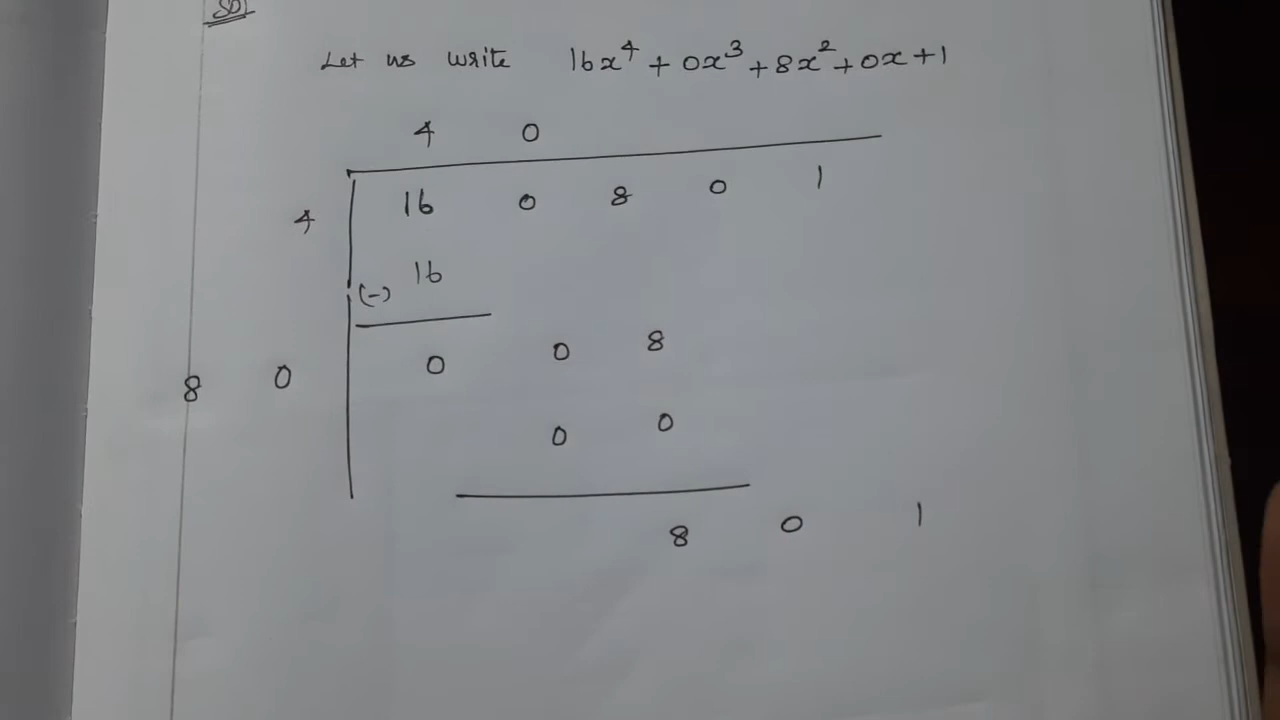 Sol
Let us write 16x⁴ + 0x³ + 8x² + 0x + 1
4 0
4 16 0 8 0 1
(-) 16
8 0 0 0 8
0 0
8 0 1